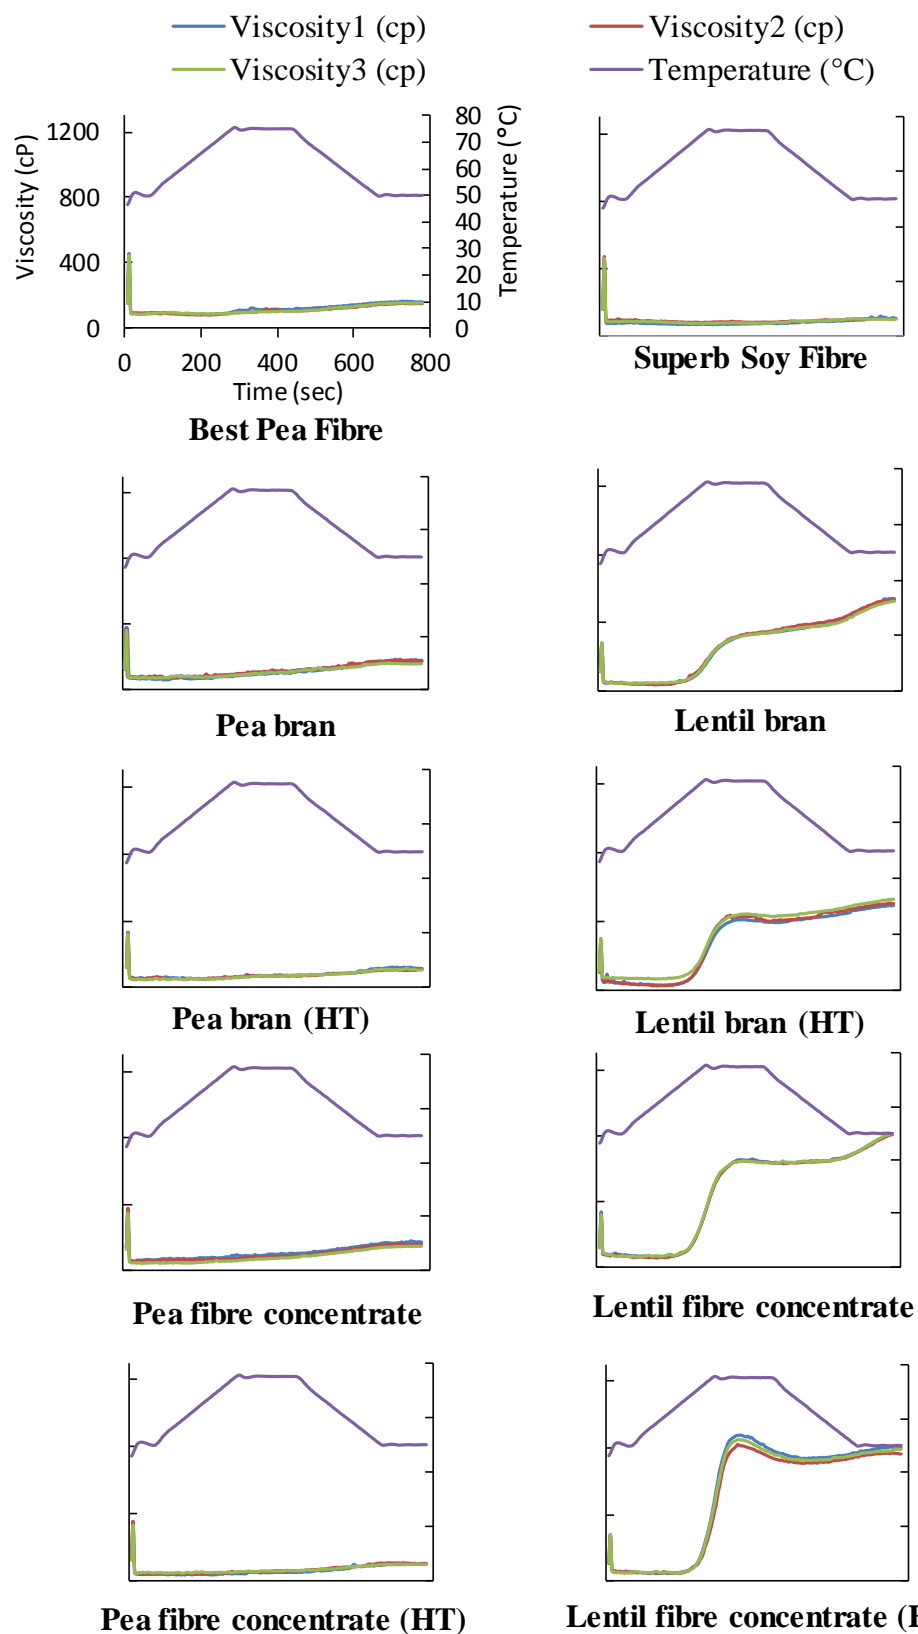 Viscosity1 (cp) Viscosity2 (cp)
Viscosity3 (cp) Temperature (°C)
Viscosity (cP)
1200
800
400
0
80
70
60
50
40
30
20
10
0
Temperature (°C)
0 200 400 600 800
Time (sec)
Best Pea Fibre
Superb Soy Fibre
Pea bran
Lentil bran
Pea bran (HT)
Lentil bran (HT)
Pea fibre concentrate
Lentil fibre concentrate
Pea fibre concentrate (HT)
Lentil fibre concentrate (